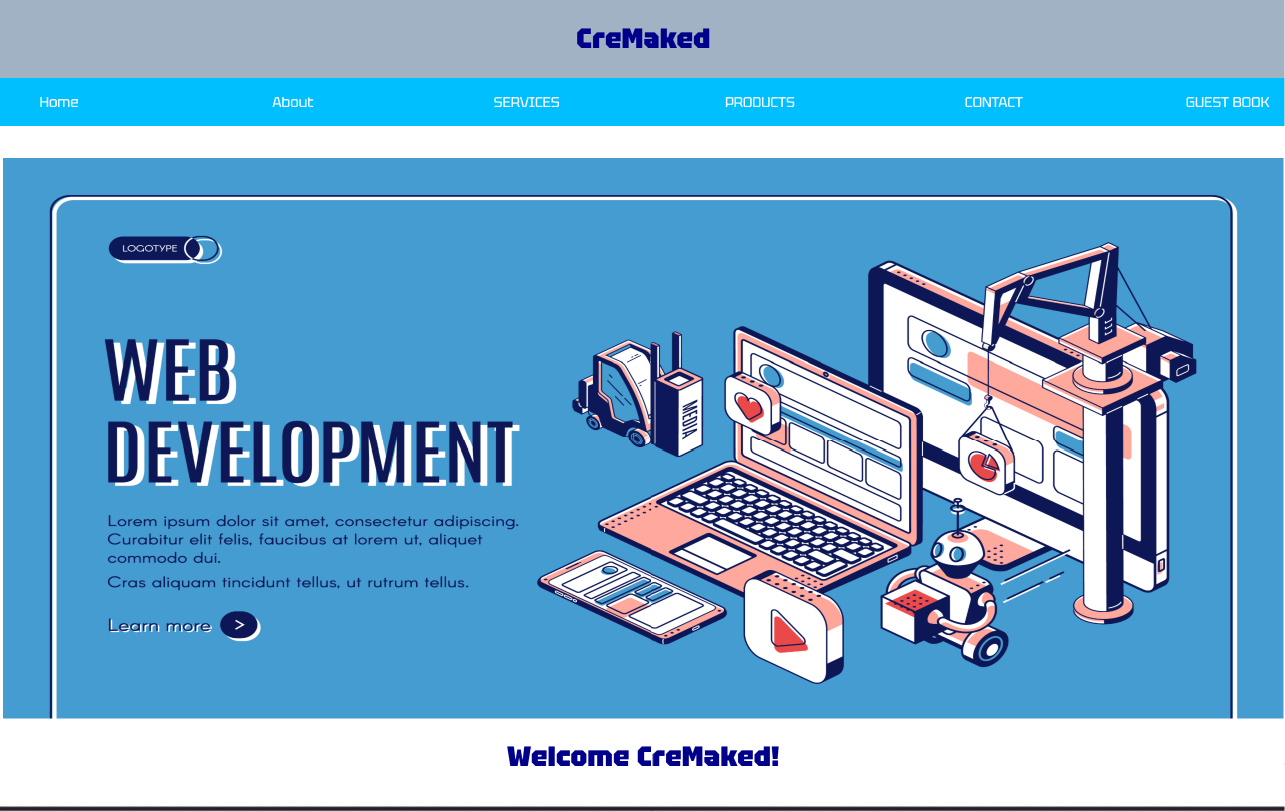 CreMaked
Home About SERVICES PRODUCTS CONTACT GUEST BOOK
LOGOTYPE
WEB
DEVELOPMENT
Lorem ipsum dolor sit amet, consectetur adipiscing.
Curabitur elit felis, faucibus at lorem ut, aliquet
commodo dui.
Cras aliquam tincidunt tellus, ut rutrum tellus.
Learn more >
MEDIA
Welcome CreMaked!